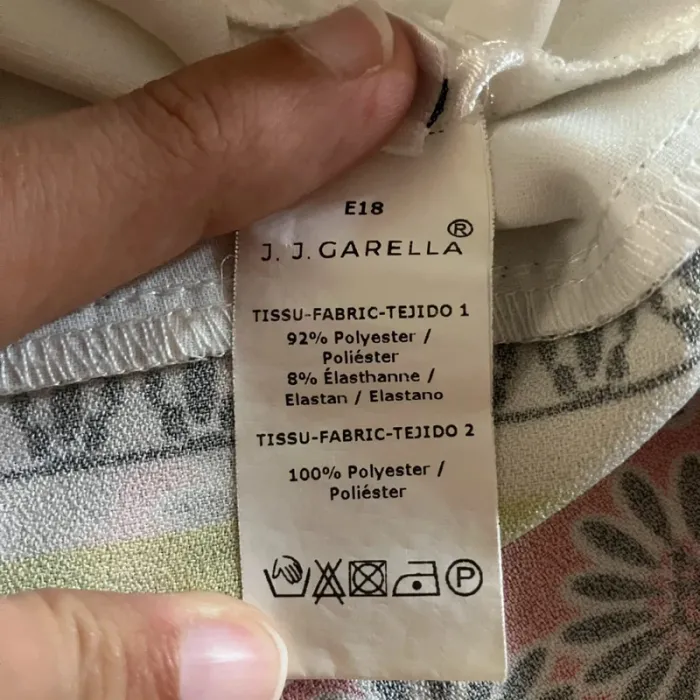 E18
J. J. GARELLA®
TISSU-FABRIC-TEJIDO 1
92% Polyester /
Poliéster
8% Élasthanne /
Elastan / Elastano
TISSU-FABRIC-TEJIDO 2
100% Polyester /
Poliéster
P